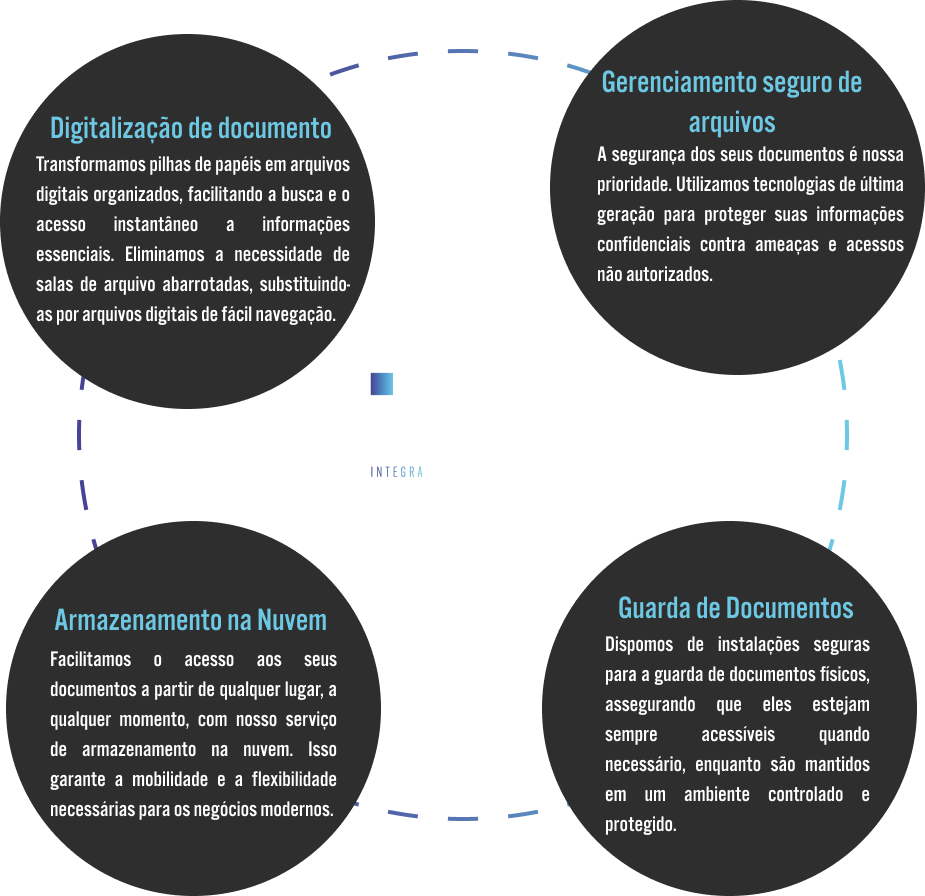 Digitalização de documento
Transformamos pilhas de papéis em arquivos
digitais organizados, facilitando a busca e o
acesso instantâneo a informações
essenciais. Eliminamos a necessidade de
salas de arquivo abarrotadas, substituindo-
as por arquivos digitais de fácil navegação.
Gerenciamento seguro de
arquivos
A segurança dos seus documentos é nossa
prioridade. Utilizamos tecnologias de última
geração para proteger suas informações
confidenciais contra ameaças e acessos
não autorizados.
INTEGRA
Armazenamento na Nuvem
Facilitamos o acesso aos seus
documentos a partir de qualquer lugar, a
qualquer momento, com nosso serviço
de armazenamento na nuvem. Isso
garante a mobilidade e a flexibilidade
necessárias para os negócios modernos.
Guarda de Documentos
Dispomos de instalações seguras
para a guarda de documentos físicos,
assegurando que eles estejam
sempre acessíveis quando
necessário, enquanto são mantidos
em um ambiente controlado e
protegido.